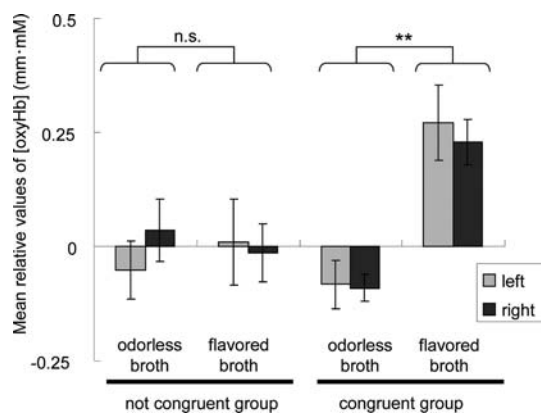 0.5
n.s.
**
0.25
0
-0.25
Mean relative values of [oxyHb] (mm·mM)
left
right
odorless
broth
flavored
broth
odorless
broth
flavored
broth
not congruent group
congruent group